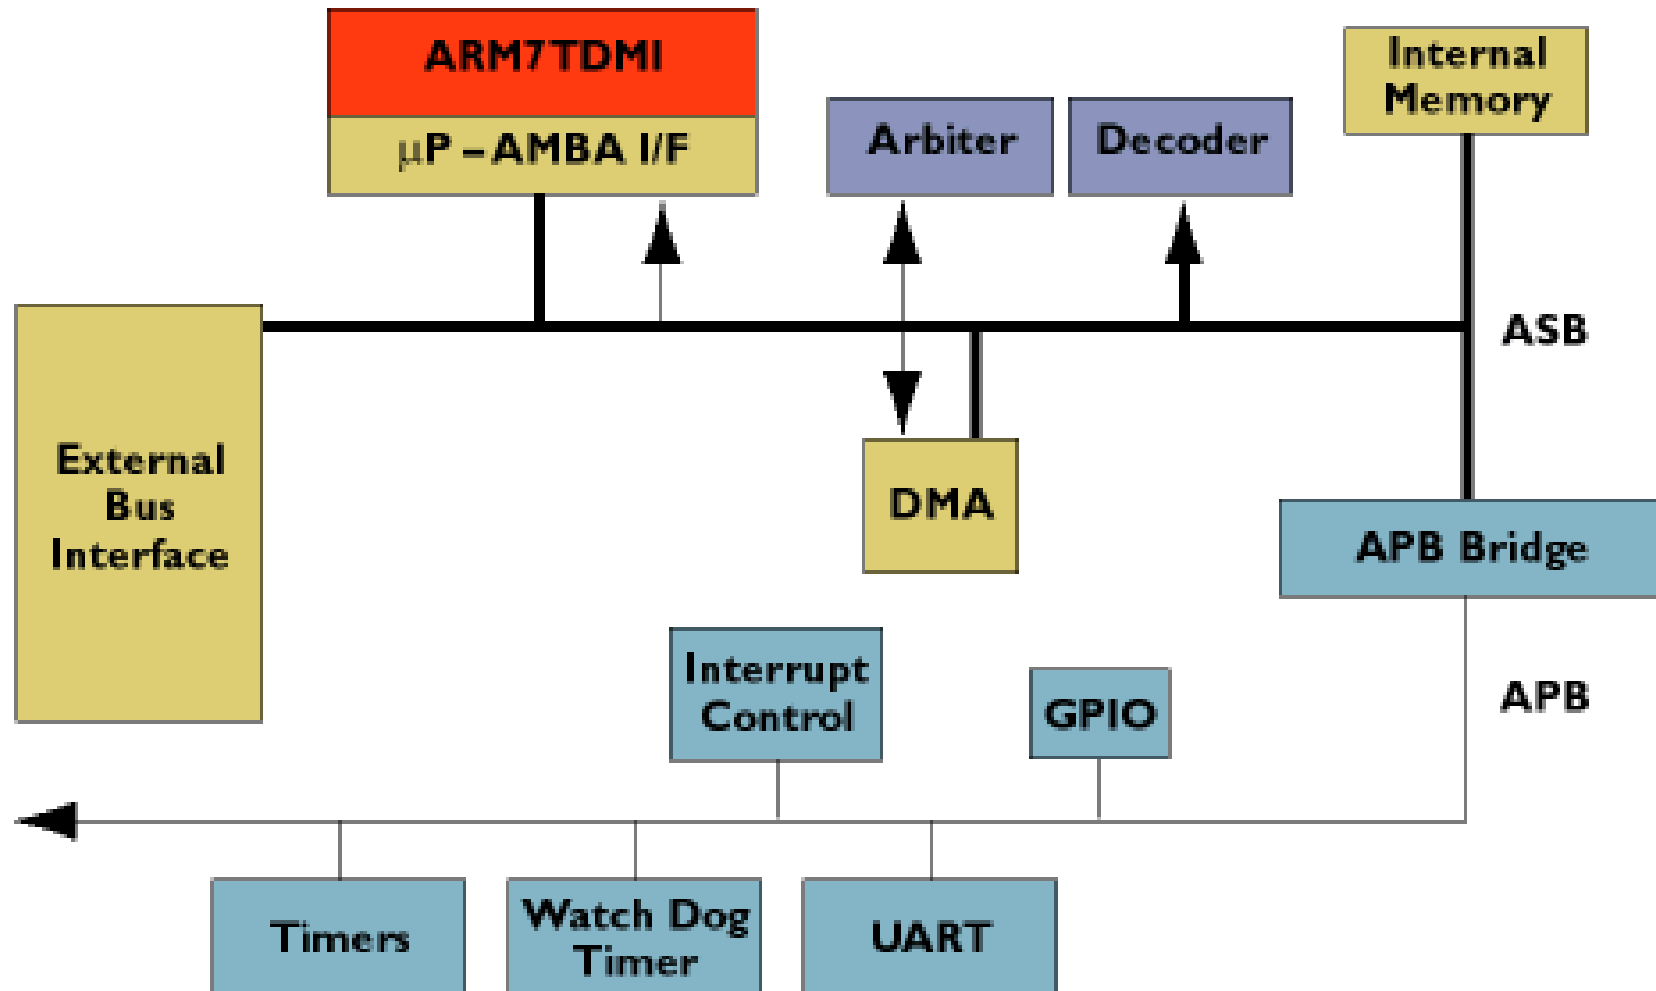 ARM7TDMI
μP – AMBA I/F
Arbiter
Decoder
Internal
Memory
ASB
External
Bus
Interface
DMA
APB Bridge
Interrupt
Control
GPIO
APB
Timers
Watch Dog
Timer
UART